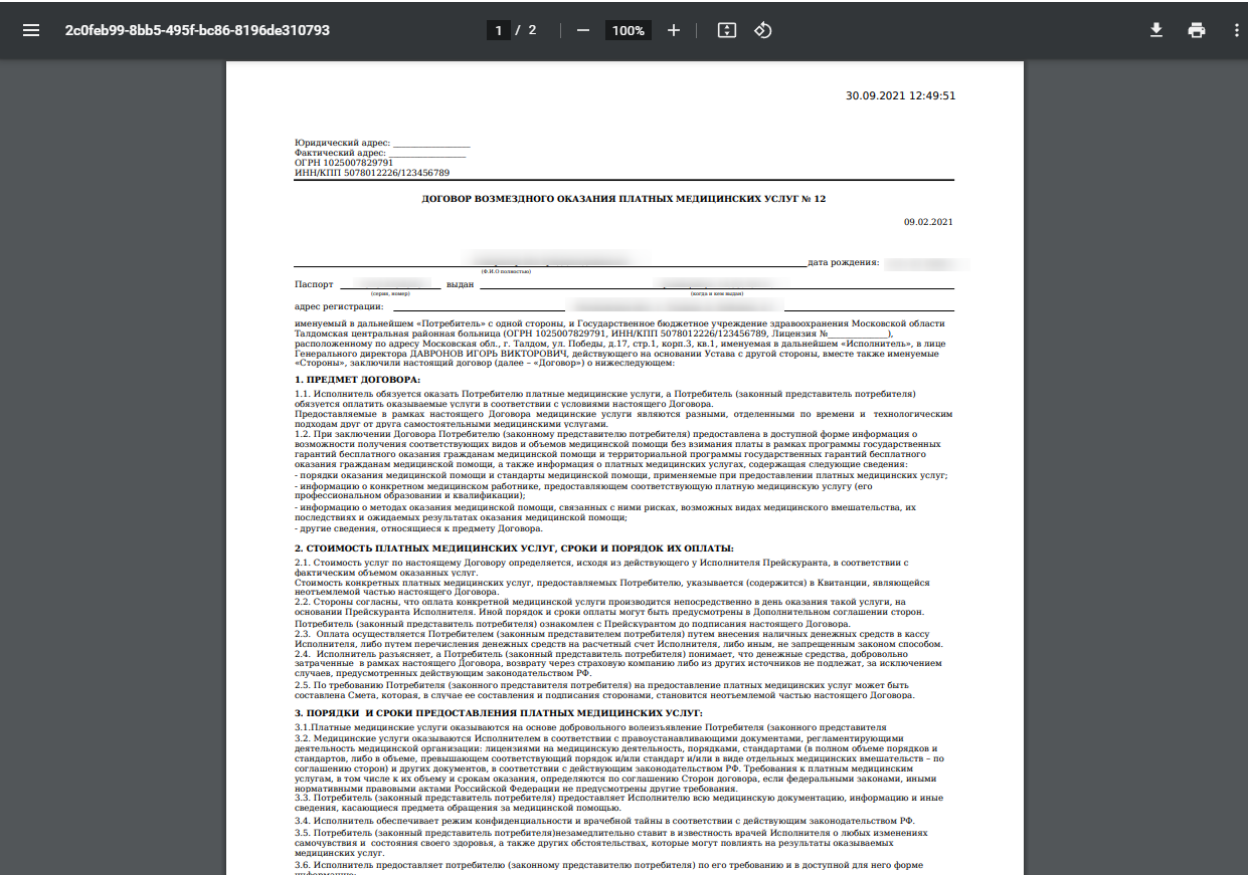 2c0feb99-8bb5-495f-bc86-8196de310793
1 / 2
100%
30.09.2021 12:49:51
Юридический адрес: ________________
Фактический адрес: ________________
ОГРН 1025007829791
ИНН/КПП 5078012226/123456789
ДОГОВОР ВОЗМЕЗДНОГО ОКАЗАНИЯ ПЛАТНЫХ МЕДИЦИНСКИХ УСЛУГ № 12
09.02.2021
дата рождения:
(Ф.И.О полностью)
Паспорт выдан
(серия, номер) (когда и кем выдан)
адрес регистрации:
именуемый в дальнейшем «Потребитель» с одной стороны, и Государственное бюджетное учреждение здравоохранения Московской области
Талдомская центральная районная больница (ОГРН 1025007829791, ИНН/КПП 5078012226/123456789, Лицензия №_____________),
расположенному по адресу Московская обл., г. Талдом, ул. Победы, д.17, стр.1, корп.3, кв.1, именуемая в дальнейшем «Исполнитель», в лице
Генерального директора ДАВРОНОВ ИГОРЬ ВИКТОРОВИЧ, действующего на основании Устава с другой стороны, вместе также именуемые
«Стороны», заключили настоящий договор (далее – «Договор») о нижеследующем:
1. ПРЕДМЕТ ДОГОВОРА:
1.1. Исполнитель обязуется оказать Потребителю платные медицинские услуги, а Потребитель (законный представитель потребителя)
обязуется оплатить оказываемые услуги в соответствии с условиями настоящего Договора.
Предоставляемые в рамках настоящего Договора медицинские услуги являются разными, отделенными по времени и технологическим
подходам друг от друга самостоятельными медицинскими услугами.
1.2. При заключении Договора Потребителю (законному представителю потребителя) предоставлена в доступной форме информация о
возможности получения соответствующих видов и объемов медицинской помощи без взимания платы в рамках программы государственных
гарантий бесплатного оказания гражданам медицинской помощи и территориальной программы государственных гарантий бесплатного
оказания гражданам медицинской помощи, а также информация о платных медицинских услугах, содержащая следующие сведения:
- порядки оказания медицинской помощи и стандарты медицинской помощи, применяемые при предоставлении платных медицинских услуг;
- информацию о конкретном медицинском работнике, предоставляющем соответствующую платную медицинскую услугу (его
профессиональном образовании и квалификации);
- информацию о методах оказания медицинской помощи, связанных с ними рисках, возможных видах медицинского вмешательства, их
последствиях и ожидаемых результатах оказания медицинской помощи;
- другие сведения, относящиеся к предмету Договора.
2. СТОИМОСТЬ ПЛАТНЫХ МЕДИЦИНСКИХ УСЛУГ, СРОКИ И ПОРЯДОК ИХ ОПЛАТЫ:
2.1. Стоимость услуг по настоящему Договору определяется, исходя из действующего у Исполнителя Прейскуранта, в соответствии с
фактическим объемом оказанных услуг.
Стоимость конкретных платных медицинских услуг, предоставляемых Потребителю, указывается (содержится) в Квитанции, являющейся
неотъемлемой частью настоящего Договора.
2.2. Стороны согласны, что оплата конкретной медицинской услуги производится непосредственно в день оказания такой услуги, на
основании Прейскуранта Исполнителя. Иной порядок и сроки оплаты могут быть предусмотрены в Дополнительном соглашении сторон.
Потребитель (законный представитель потребителя) ознакомлен с Прейскурантом до подписания настоящего Договора.
2.3. Оплата осуществляется Потребителем (законным представителем потребителя) путем внесения наличных денежных средств в кассу
Исполнителя, либо путем перечисления денежных средств на расчетный счет Исполнителя, либо иным, не запрещенным законом способом.
2.4. Исполнитель разъясняет, а Потребитель (законный представитель потребителя) понимает, что денежные средства, добровольно
затраченные в рамках настоящего Договора, возврату через страховую компанию либо из других источников не подлежат, за исключением
случаев, предусмотренных действующим законодательством РФ.
2.5. По требованию Потребителя (законного представителя потребителя) на предоставление платных медицинских услуг может быть
составлена Смета, которая, в случае ее составления и подписания сторонами, становится неотъемлемой частью настоящего Договора.
3. ПОРЯДКИ И СРОКИ ПРЕДОСТАВЛЕНИЯ ПЛАТНЫХ МЕДИЦИНСКИХ УСЛУГ:
3.1.Платные медицинские услуги оказываются на основе добровольного волеизъявление Потребителя (законного представителя
3.2. Медицинские услуги оказываются Исполнителем в соответствии с правоустанавливающими документами, регламентирующими
деятельность медицинской организации: лицензиями на медицинскую деятельность, порядками, стандартами (в полном объеме порядков и
стандартов, либо в объеме, превышающем соответствующий порядок и/или стандарт и/или в виде отдельных медицинских вмешательств – по
соглашению сторон) и других документов, в соответствии с действующим законодательством РФ. Требования к платным медицинским
услугам, в том числе к их объему и срокам оказания, определяются по соглашению Сторон договора, если федеральными законами, иными
нормативными правовыми актами Российской Федерации не предусмотрены другие требования.
3.3. Потребитель (законный представитель потребителя) предоставляет Исполнителю всю медицинскую документацию, информацию и иные
сведения, касающиеся предмета обращения за медицинской помощью.
3.4. Исполнитель обеспечивает режим конфиденциальности и врачебной тайны в соответствии с действующим законодательством РФ.
3.5. Потребитель (законный представитель потребителя)незамедлительно ставит в известность врачей Исполнителя о любых изменениях
самочувствия и состояния своего здоровья, а также других обстоятельствах, которые могут повлиять на результаты оказываемых
медицинских услуг.
3.6. Исполнитель предоставляет потребителю (законному представителю потребителя) по его требованию и в доступной для него форме
информацию: